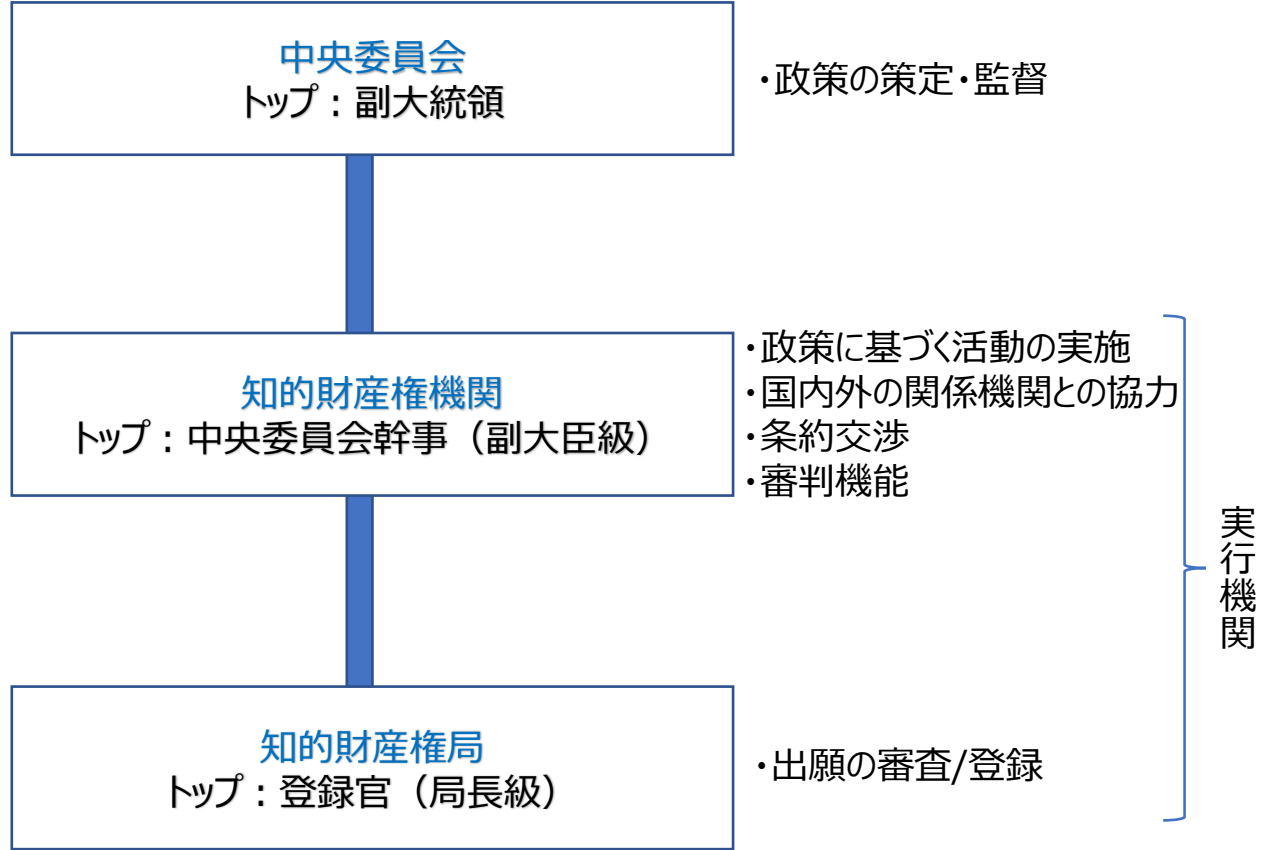 中央委員会
トップ：副大統領
・政策の策定・監督
知的財産権機関
トップ：中央委員会幹事（副大臣級）
・政策に基づく活動の実施
・国内外の関係機関との協力
・条約交渉
・審判機能
実行機関
知的財産権局
トップ：登録官（局長級）
・出願の審査/登録